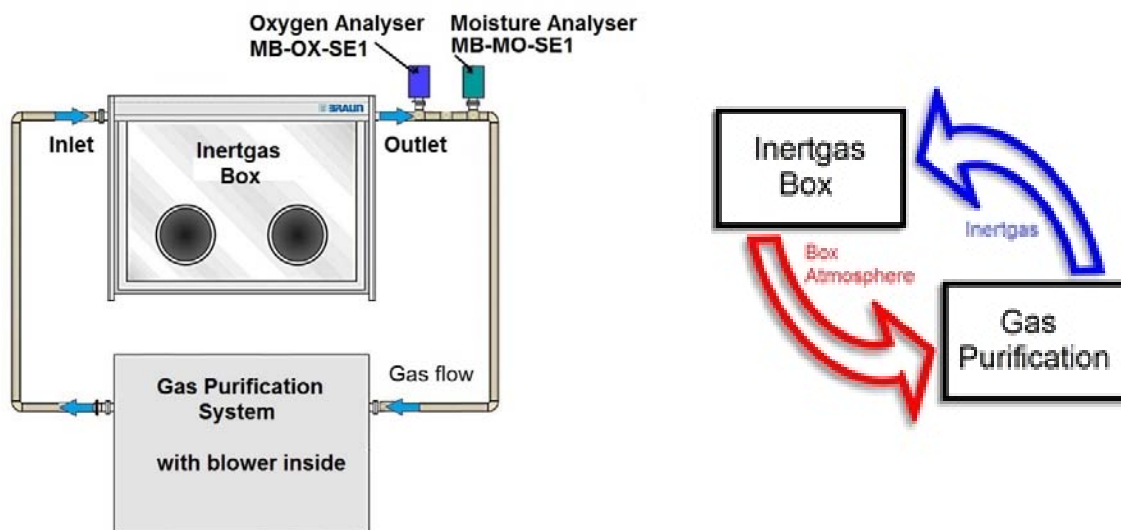 Oxygen Analyser
MB-OX-SE1
Moisture Analyser
MB-MO-SE1
BRAUN
Inlet
Outlet
Inertgas
Box
Gas flow
Gas Purification
System
with blower inside
Inertgas
Box
Inertgas
Box
Atmosphere
Gas
Purification